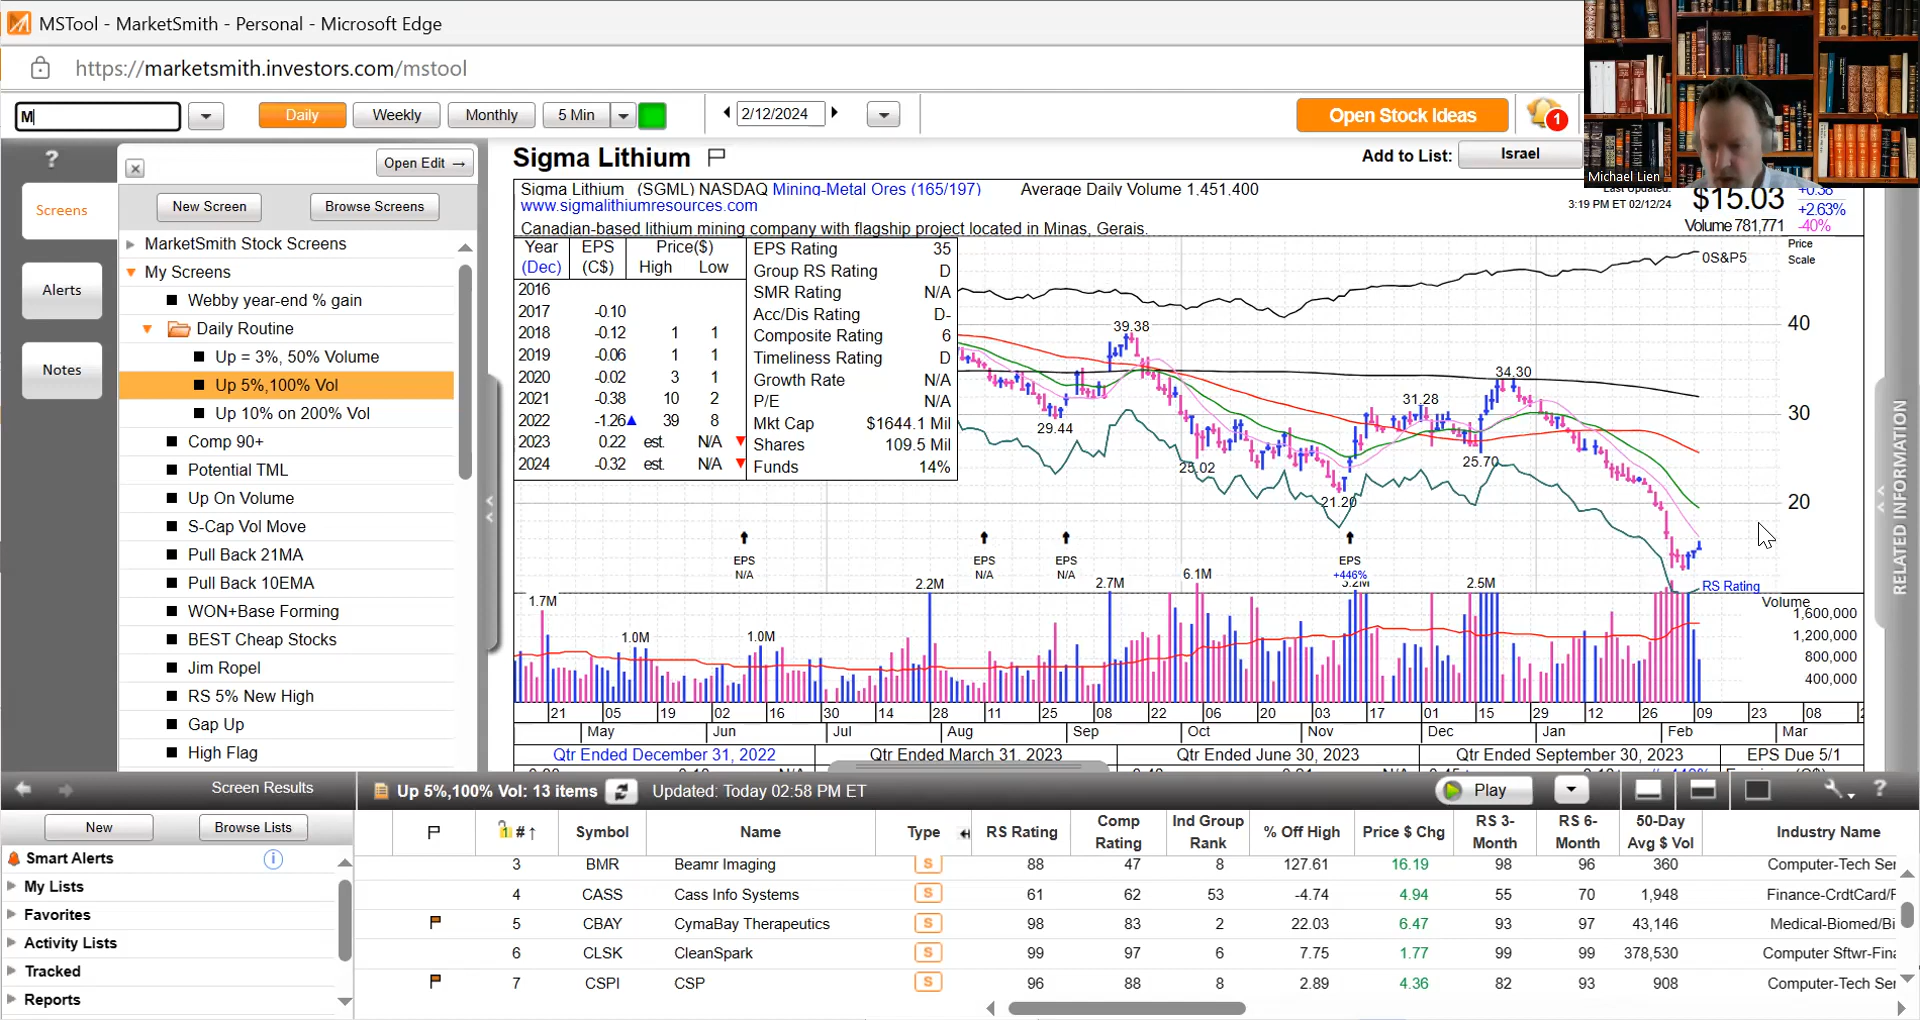 MSTool - MarketSmith - Personal - Microsoft Edge
https://marketsmith.investors.com/mstool
M
Daily
Weekly
Monthly
5 Min
2/12/2024
Open Stock Ideas
1
Michael Lien
?
Open Edit →
Screens
Alerts
Notes
New Screen
Browse Screens
MarketSmith Stock Screens
My Screens
Webby year-end % gain
Daily Routine
Up = 3%, 50% Volume
Up 5%,100% Vol
Up 10% on 200% Vol
Comp 90+
Potential TML
Up On Volume
S-Cap Vol Move
Pull Back 21MA
Pull Back 10EMA
WON+Base Forming
BEST Cheap Stocks
Jim Ropel
RS 5% New High
Gap Up
High Flag
Sigma Lithium
Add to List:
Israel
Sigma Lithium (SGML) NASDAQ Mining-Metal Ores (165/197) Average Daily Volume 1,451,400
www.sigmalithiumresources.com
Canadian-based lithium mining company with flagship project located in Minas, Gerais.
Last Updated:
3:19 PM ET 02/12/24
$15.03
+0.38
+2.63%
Volume 781,771 -40%
Year EPS Price($)
(Dec) (C$) High Low
2016
2017 -0.10
2018 -0.12 1 1
2019 -0.06 1 1
2020 -0.02 3 1
2021 -0.38 10 2
2022 -1.26 39 8
2023 0.22 est. N/A
2024 -0.32 est. N/A
EPS Rating 35
Group RS Rating D
SMR Rating N/A
Acc/Dis Rating D-
Composite Rating 6
Timeliness Rating D
Growth Rate N/A
P/E N/A
Mkt Cap $1644.1 Mil
Shares 109.5 Mil
Funds 14%
Price
Scale
0S&P5
40
30
20
39.38
34.30
31.28
29.44
25.02
25.70
21.20
EPS N/A
EPS N/A
EPS N/A
EPS +446%
RS Rating
Volume
1,600,000
1,200,000
800,000
400,000
1.7M
1.0M
1.0M
2.2M
2.7M
6.1M
5.2M
2.5M
21 05 19 02 16 30 14 28 11 25 08 22 06 20 03 17 01 15 29 12 26 09 23 08
May Jun Jul Aug Sep Oct Nov Dec Jan Feb Mar
Qtr Ended December 31, 2022
Qtr Ended March 31, 2023
Qtr Ended June 30, 2023
Qtr Ended September 30, 2023
EPS Due 5/1
RELATED INFORMATION
Screen Results
Up 5%,100% Vol: 13 items
Updated: Today 02:58 PM ET
Play
?
New
Browse Lists
Smart Alerts
My Lists
Favorites
Activity Lists
Tracked
Reports
# Symbol Name Type RS Rating Comp Rating Ind Group Rank % Off High Price $ Chg RS 3-Month RS 6-Month 50-Day Avg $ Vol Industry Name
3 BMR Beamr Imaging S 88 47 8 127.61 16.19 98 96 360 Computer-Tech Ser
4 CASS Cass Info Systems S 61 62 53 -4.74 4.94 55 70 1,948 Finance-CrdtCard/F
5 CBAY CymaBay Therapeutics S 98 83 2 22.03 6.47 93 97 43,146 Medical-Biomed/Bi
6 CLSK CleanSpark S 99 97 6 7.75 1.77 99 99 378,530 Computer Sftwr-Fina
7 CSPI CSP S 96 88 8 2.89 4.36 82 93 908 Computer-Tech Ser